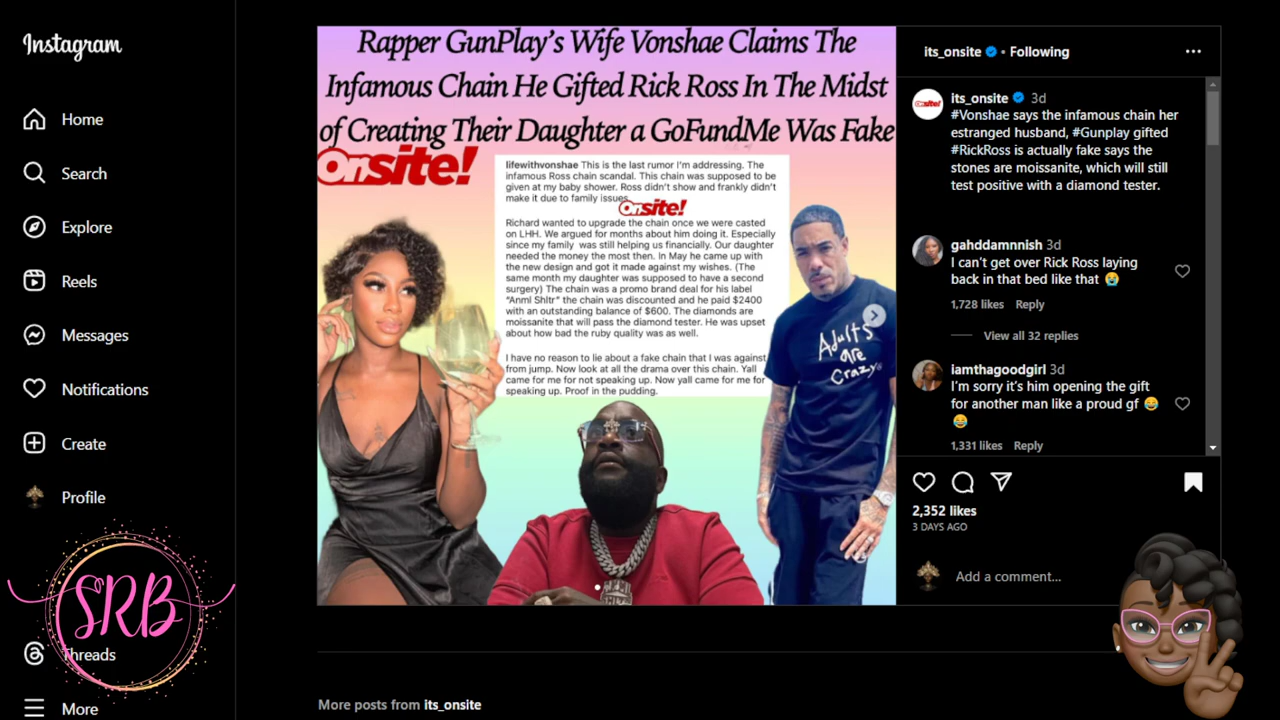 Instagram
Home
Search
Explore
Reels
Messages
Notifications
Create
Profile
SRB
Threads
More
Rapper GunPlay's Wife Vonshae Claims The
Infamous Chain He Gifted Rick Ross In The Midst
of Creating Their Daughter a GoFundMe Was Fake
Onsite!
lifewithvonshae This is the last rumor I'm addressing. The
infamous Ross chain scandal. This chain was supposed to be
given at my baby shower. Ross didn't show and frankly didn't
make it due to family issues.
Onsite!
Richard wanted to upgrade the chain once we were casted
on LHH. We argued for months about him doing it. Especially
since my family was still helping us financially. Our daughter
needed the money the most then. In May he came up with
the new design and got it made against my wishes. (The
same month my daughter was supposed to have a second
surgery) The chain was a promo brand deal for his label
"Anml Shltr" the chain was discounted and he paid $2400
with an outstanding balance of $600. The diamonds are
moissanite that will pass the diamond tester. He was upset
about how bad the ruby quality was as well.
I have no reason to lie about a fake chain that I was against
from jump. Now look at all the drama over this chain. Yall
came for me for not speaking up. Now yall came for me for
speaking up. Proof in the pudding.
Adults
are
Crazy
its_onsite • Following
Onsite!
its_onsite 3d
#Vonshae says the infamous chain her
estranged husband, #Gunplay gifted
#RickRoss is actually fake says the
stones are moissanite, which will still
test positive with a diamond tester.
gahddamnnish 3d
I can't get over Rick Ross laying
back in that bed like that 😭
1,728 likes Reply
View all 32 replies
iamthagoodgirl 3d
I'm sorry it's him opening the gift
for another man like a proud gf 😂
😂
1,331 likes Reply
2,352 likes
3 DAYS AGO
Add a comment...
More posts from its_onsite